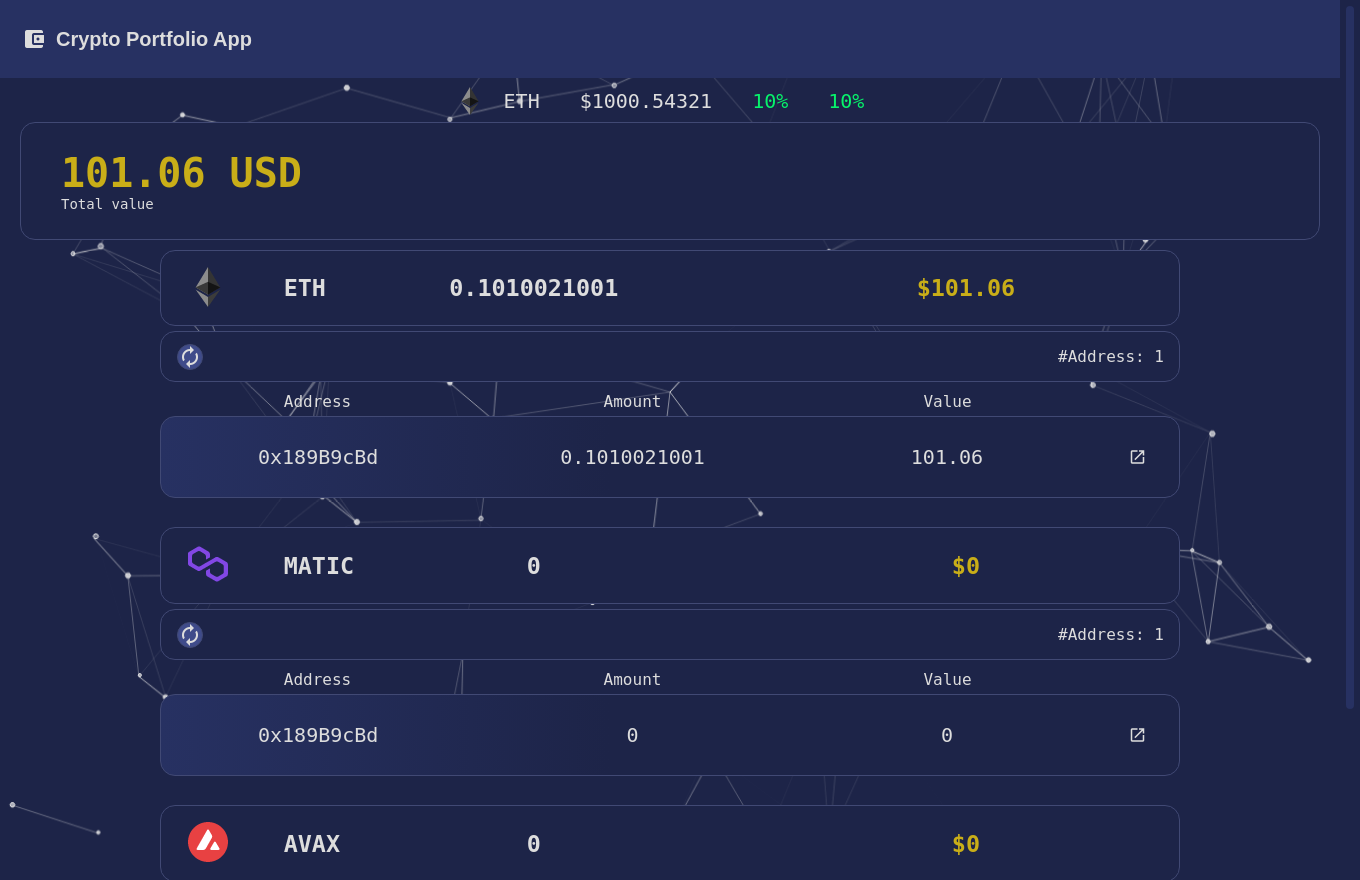 Crypto Portfolio App
ETH $1000.54321 10% 10%
101.06 USD
Total value
ETH 0.1010021001 $101.06
#Address: 1
Address Amount Value
0x189B9cBd 0.1010021001 101.06
MATIC 0 $0
#Address: 1
Address Amount Value
0x189B9cBd 0 0
AVAX 0 $0